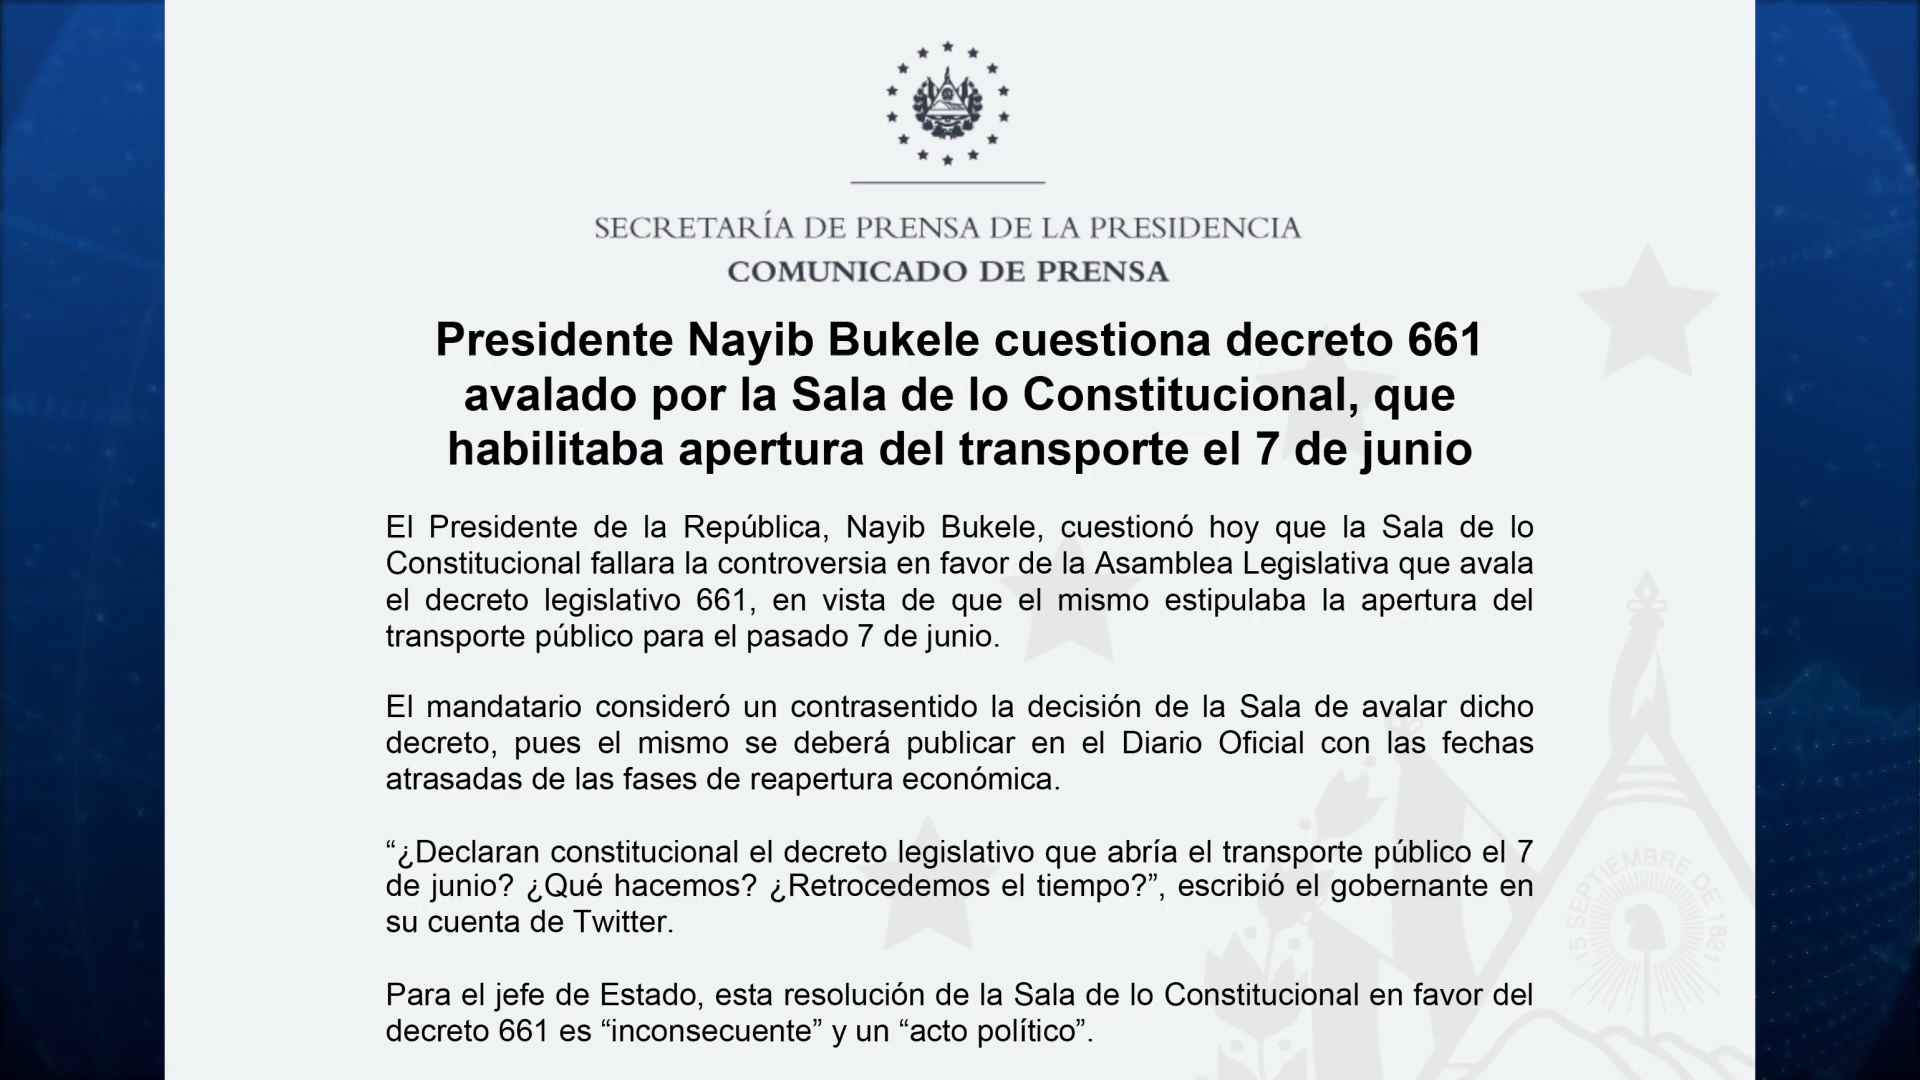 SECRETARÍA DE PRENSA DE LA PRESIDENCIA
COMUNICADO DE PRENSA
Presidente Nayib Bukele cuestiona decreto 661
avalado por la Sala de lo Constitucional, que
habilitaba apertura del transporte el 7 de junio
El Presidente de la República, Nayib Bukele, cuestionó hoy que la Sala de lo
Constitucional fallara la controversia en favor de la Asamblea Legislativa que avala
el decreto legislativo 661, en vista de que el mismo estipulaba la apertura del
transporte público para el pasado 7 de junio.
El mandatario consideró un contrasentido la decisión de la Sala de avalar dicho
decreto, pues el mismo se deberá publicar en el Diario Oficial con las fechas
atrasadas de las fases de reapertura económica.
“¿Declaran constitucional el decreto legislativo que abría el transporte público el 7
de junio? ¿Qué hacemos? ¿Retrocedemos el tiempo?”, escribió el gobernante en
su cuenta de Twitter.
Para el jefe de Estado, esta resolución de la Sala de lo Constitucional en favor del
decreto 661 es “inconsecuente” y un “acto político”.
15 SEPTIEMBRE DE 1821